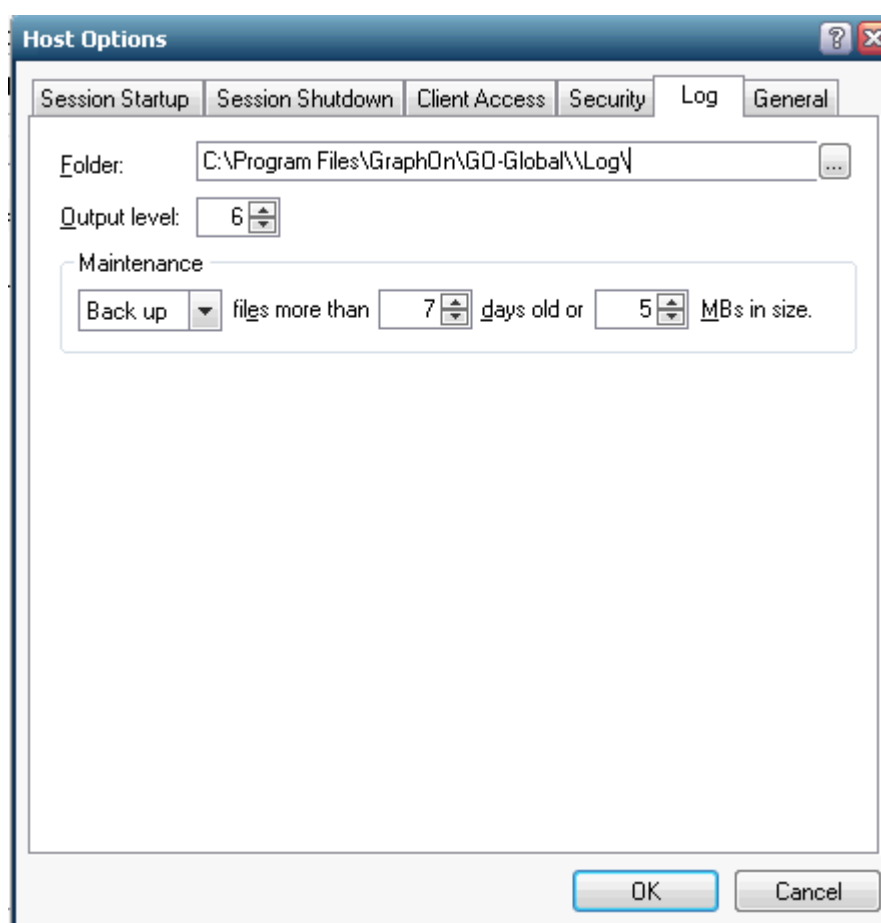 Host Options
Session Startup Session Shutdown Client Access Security Log General
Folder: C:\Program Files\GraphOn\GO-Global\\Log\ ...
Output level: 6
Maintenance
Back up files more than 7 days old or 5 MBs in size.
OK Cancel